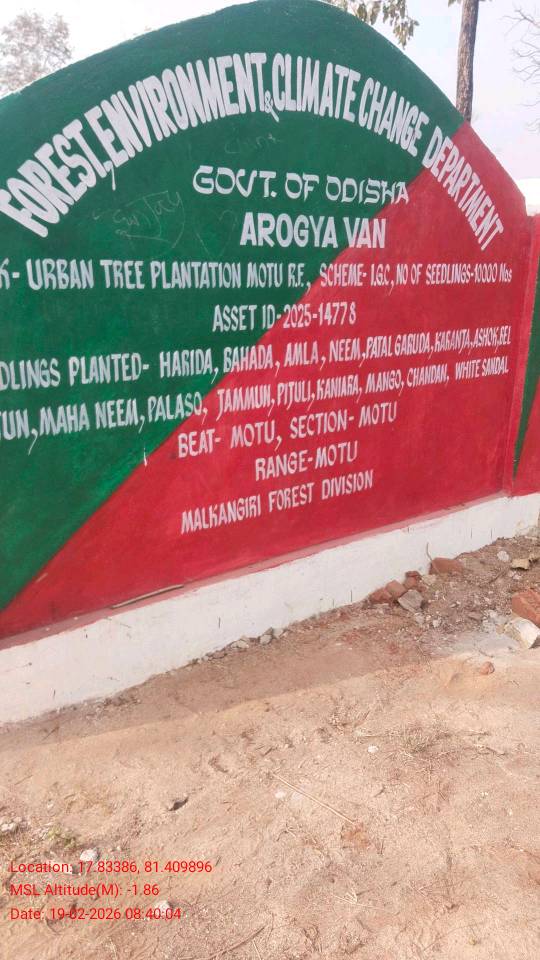 FOREST, ENVIRONMENT & CLIMATE CHANGE DEPARTMENT
GOVT. OF ODISHA
AROGYA VAN
K- URBAN TREE PLANTATION MOTU R.F., SCHEME- I.G.C, NO OF SEEDLINGS-10000 Nos
ASSET ID-2025-14778
DLINGS PLANTED- HARIDA, BAHADA, AMLA, NEEM, PATAL GARUDA, KARANJA, ASHOK, BEL
TUN, MAHA NEEM, PALASO, JAMMUN, PITULI, KANIARA, MANGO, CHANDAN, WHITE SANDAL
BEAT- MOTU, SECTION- MOTU
RANGE-MOTU
MALKANGIRI FOREST DIVISION
Location: 17.83386, 81.409896
MSL Altitude(M): -1.86
Date: 19-02-2026 08:40:04